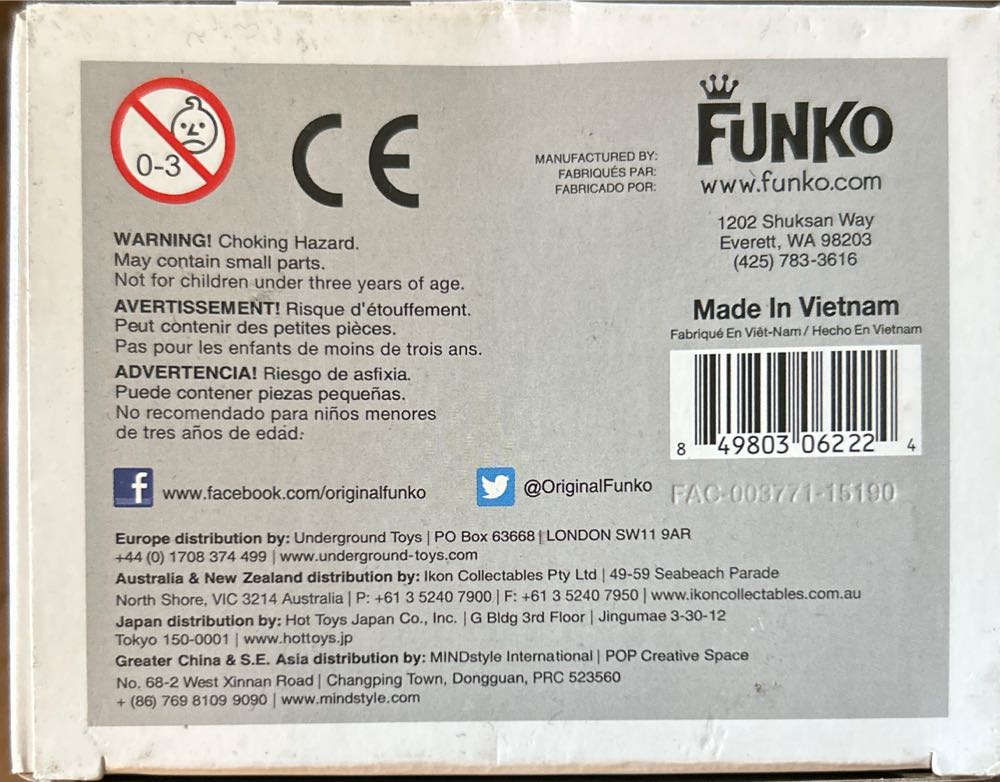 0-3
CE
MANUFACTURED BY:
FABRIQUÉS PAR:
FABRICADO POR:
FUNKO
www.funko.com
1202 Shuksan Way
Everett, WA 98203
(425) 783-3616
WARNING! Choking Hazard.
May contain small parts.
Not for children under three years of age.
AVERTISSEMENT! Risque d'étouffement.
Peut contenir des petites pièces.
Pas pour les enfants de moins de trois ans.
ADVERTENCIA! Riesgo de asfixia.
Puede contener piezas pequeñas.
No recomendado para niños menores
de tres años de edad:
Made In Vietnam
Fabriqué En Viêt-Nam / Hecho En Vietnam
8 49803 06222 4
f www.facebook.com/originalfunko
@OriginalFunko
FAC-003771-15190
Europe distribution by: Underground Toys | PO Box 63668 | LONDON SW11 9AR
+44 (0) 1708 374 499 | www.underground-toys.com
Australia & New Zealand distribution by: Ikon Collectables Pty Ltd | 49-59 Seabeach Parade
North Shore, VIC 3214 Australia | P: +61 3 5240 7900 | F: +61 3 5240 7950 | www.ikoncollectables.com.au
Japan distribution by: Hot Toys Japan Co., Inc. | G Bldg 3rd Floor | Jingumae 3-30-12
Tokyo 150-0001 | www.hottoys.jp
Greater China & S.E. Asia distribution by: MINDstyle International | POP Creative Space
No. 68-2 West Xinnan Road | Changping Town, Dongguan, PRC 523560
+ (86) 769 8109 9090 | www.mindstyle.com